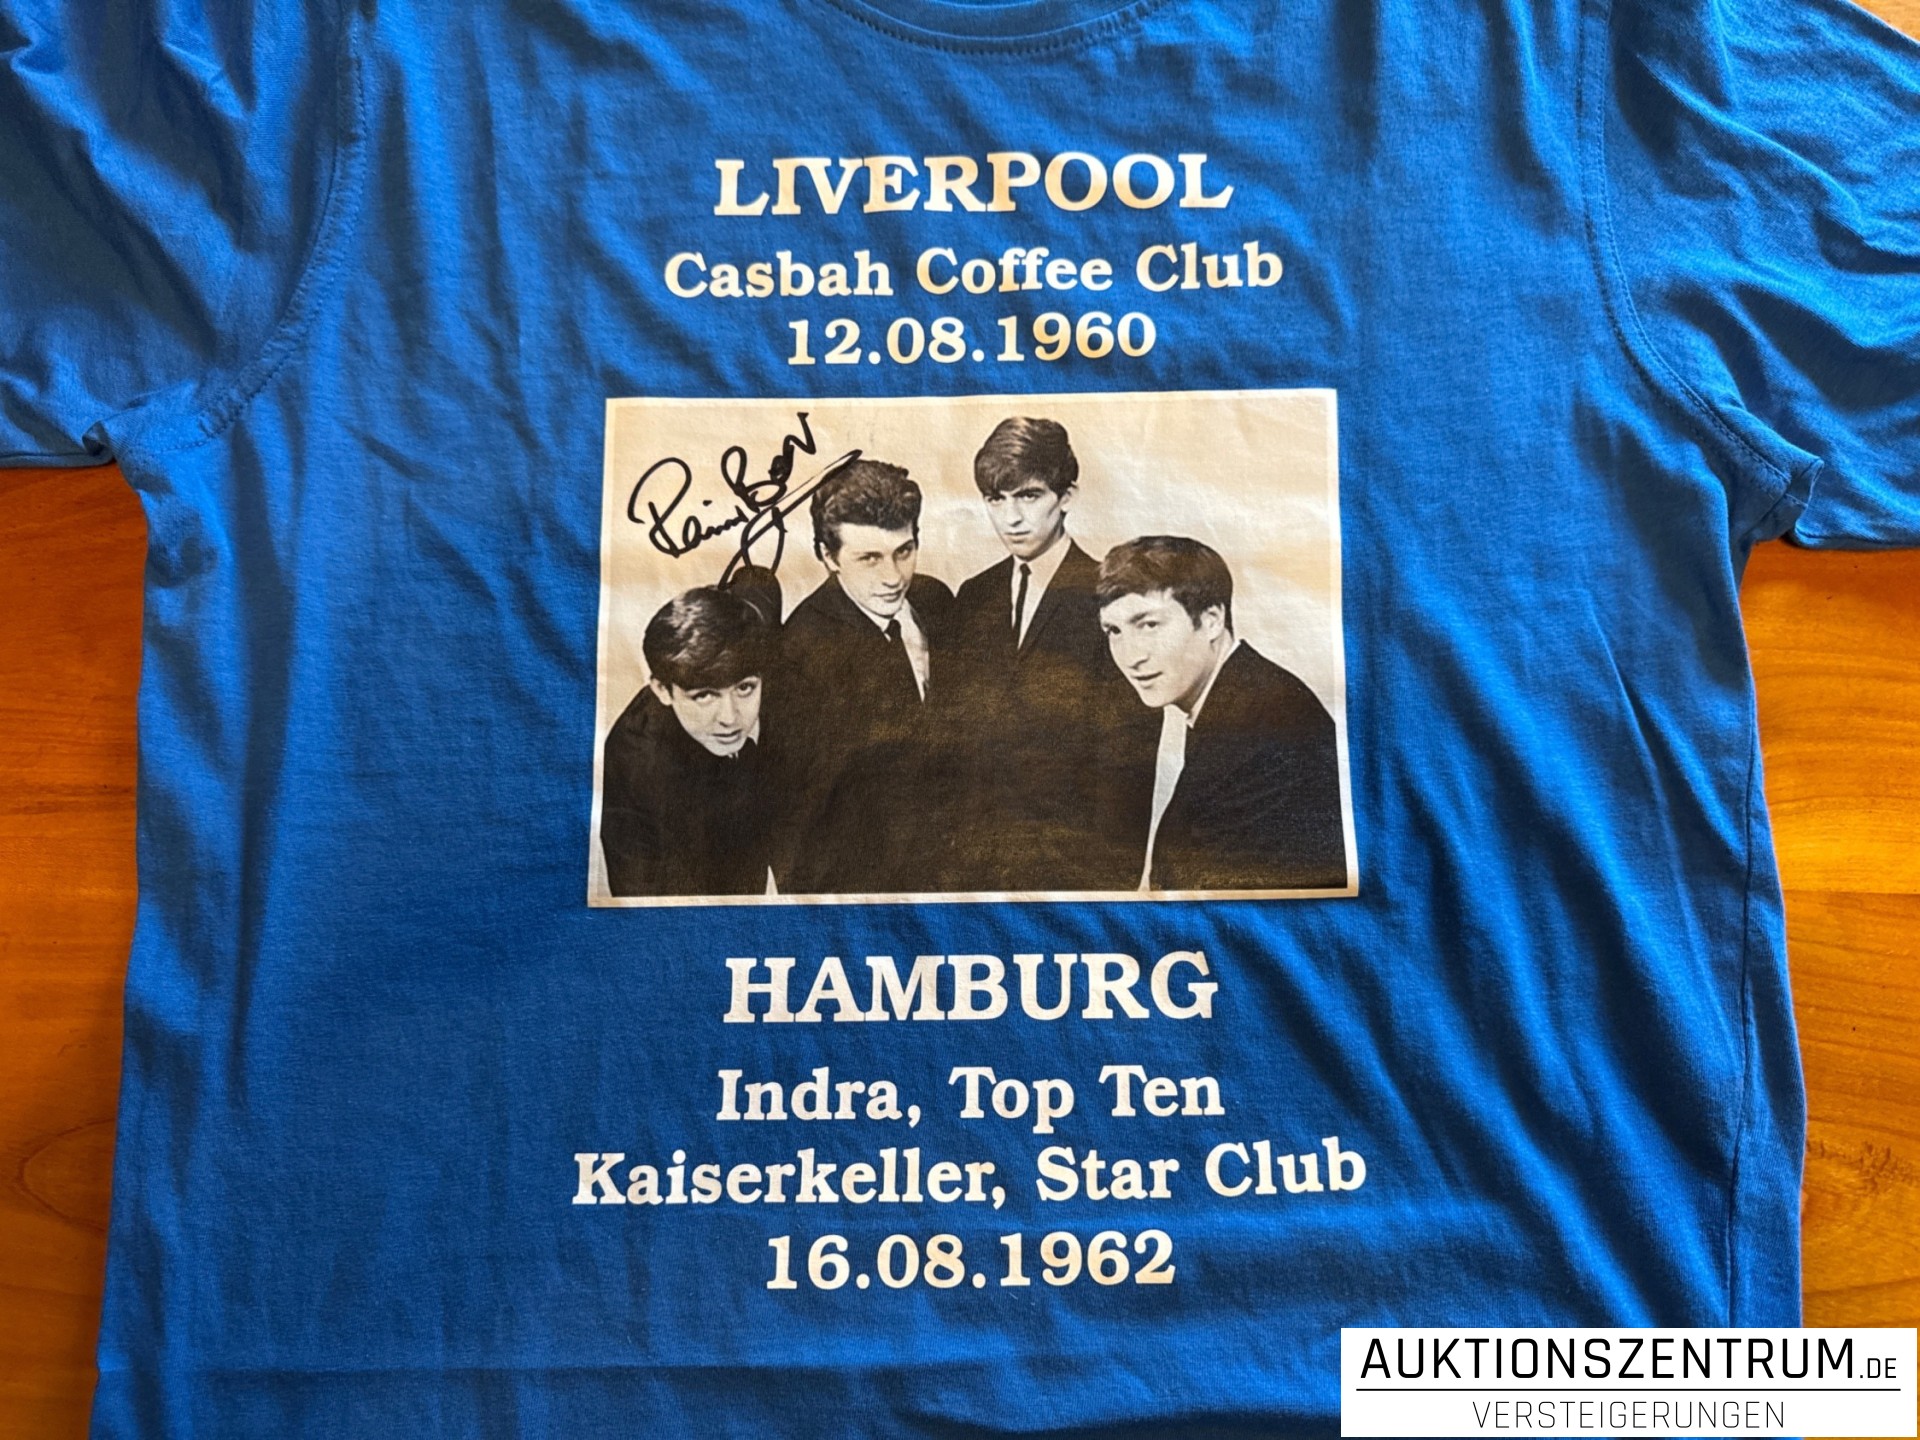 LIVERPOOL
Casbah Coffee Club
12.08.1960
HAMBURG
Indra, Top Ten
Kaiserkeller, Star Club
16.08.1962
AUKTIONSZENTRUM.DE
VERSTEIGERUNGEN